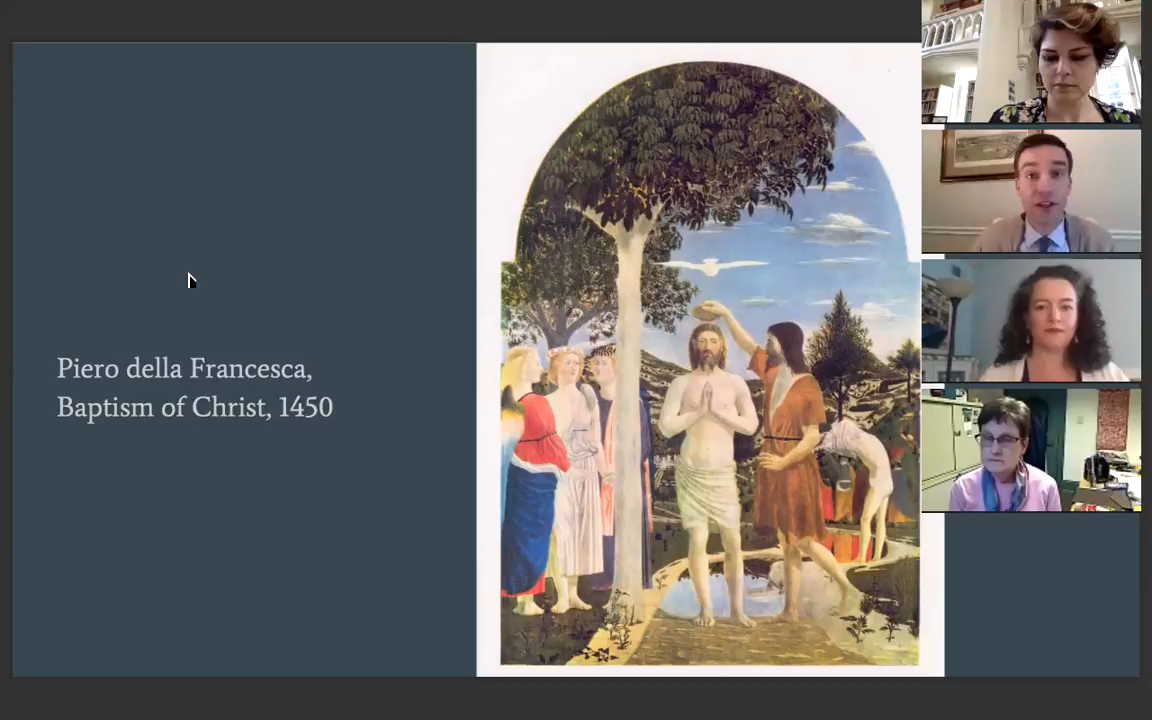 Piero della Francesca,
Baptism of Christ, 1450